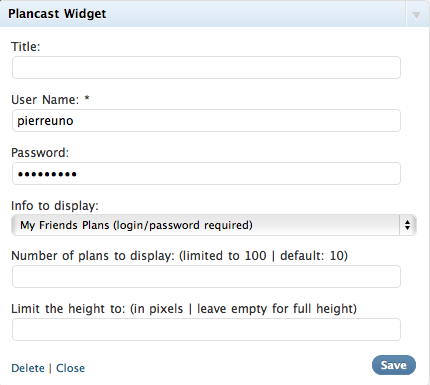 Plancast Widget
Title:
User Name: *
pierreuno
Password:
•••••••••
Info to display:
My Friends Plans (login/password required)
Number of plans to display: (limited to 100 | default: 10)
Limit the height to: (in pixels | leave empty for full height)
Delete | Close
Save